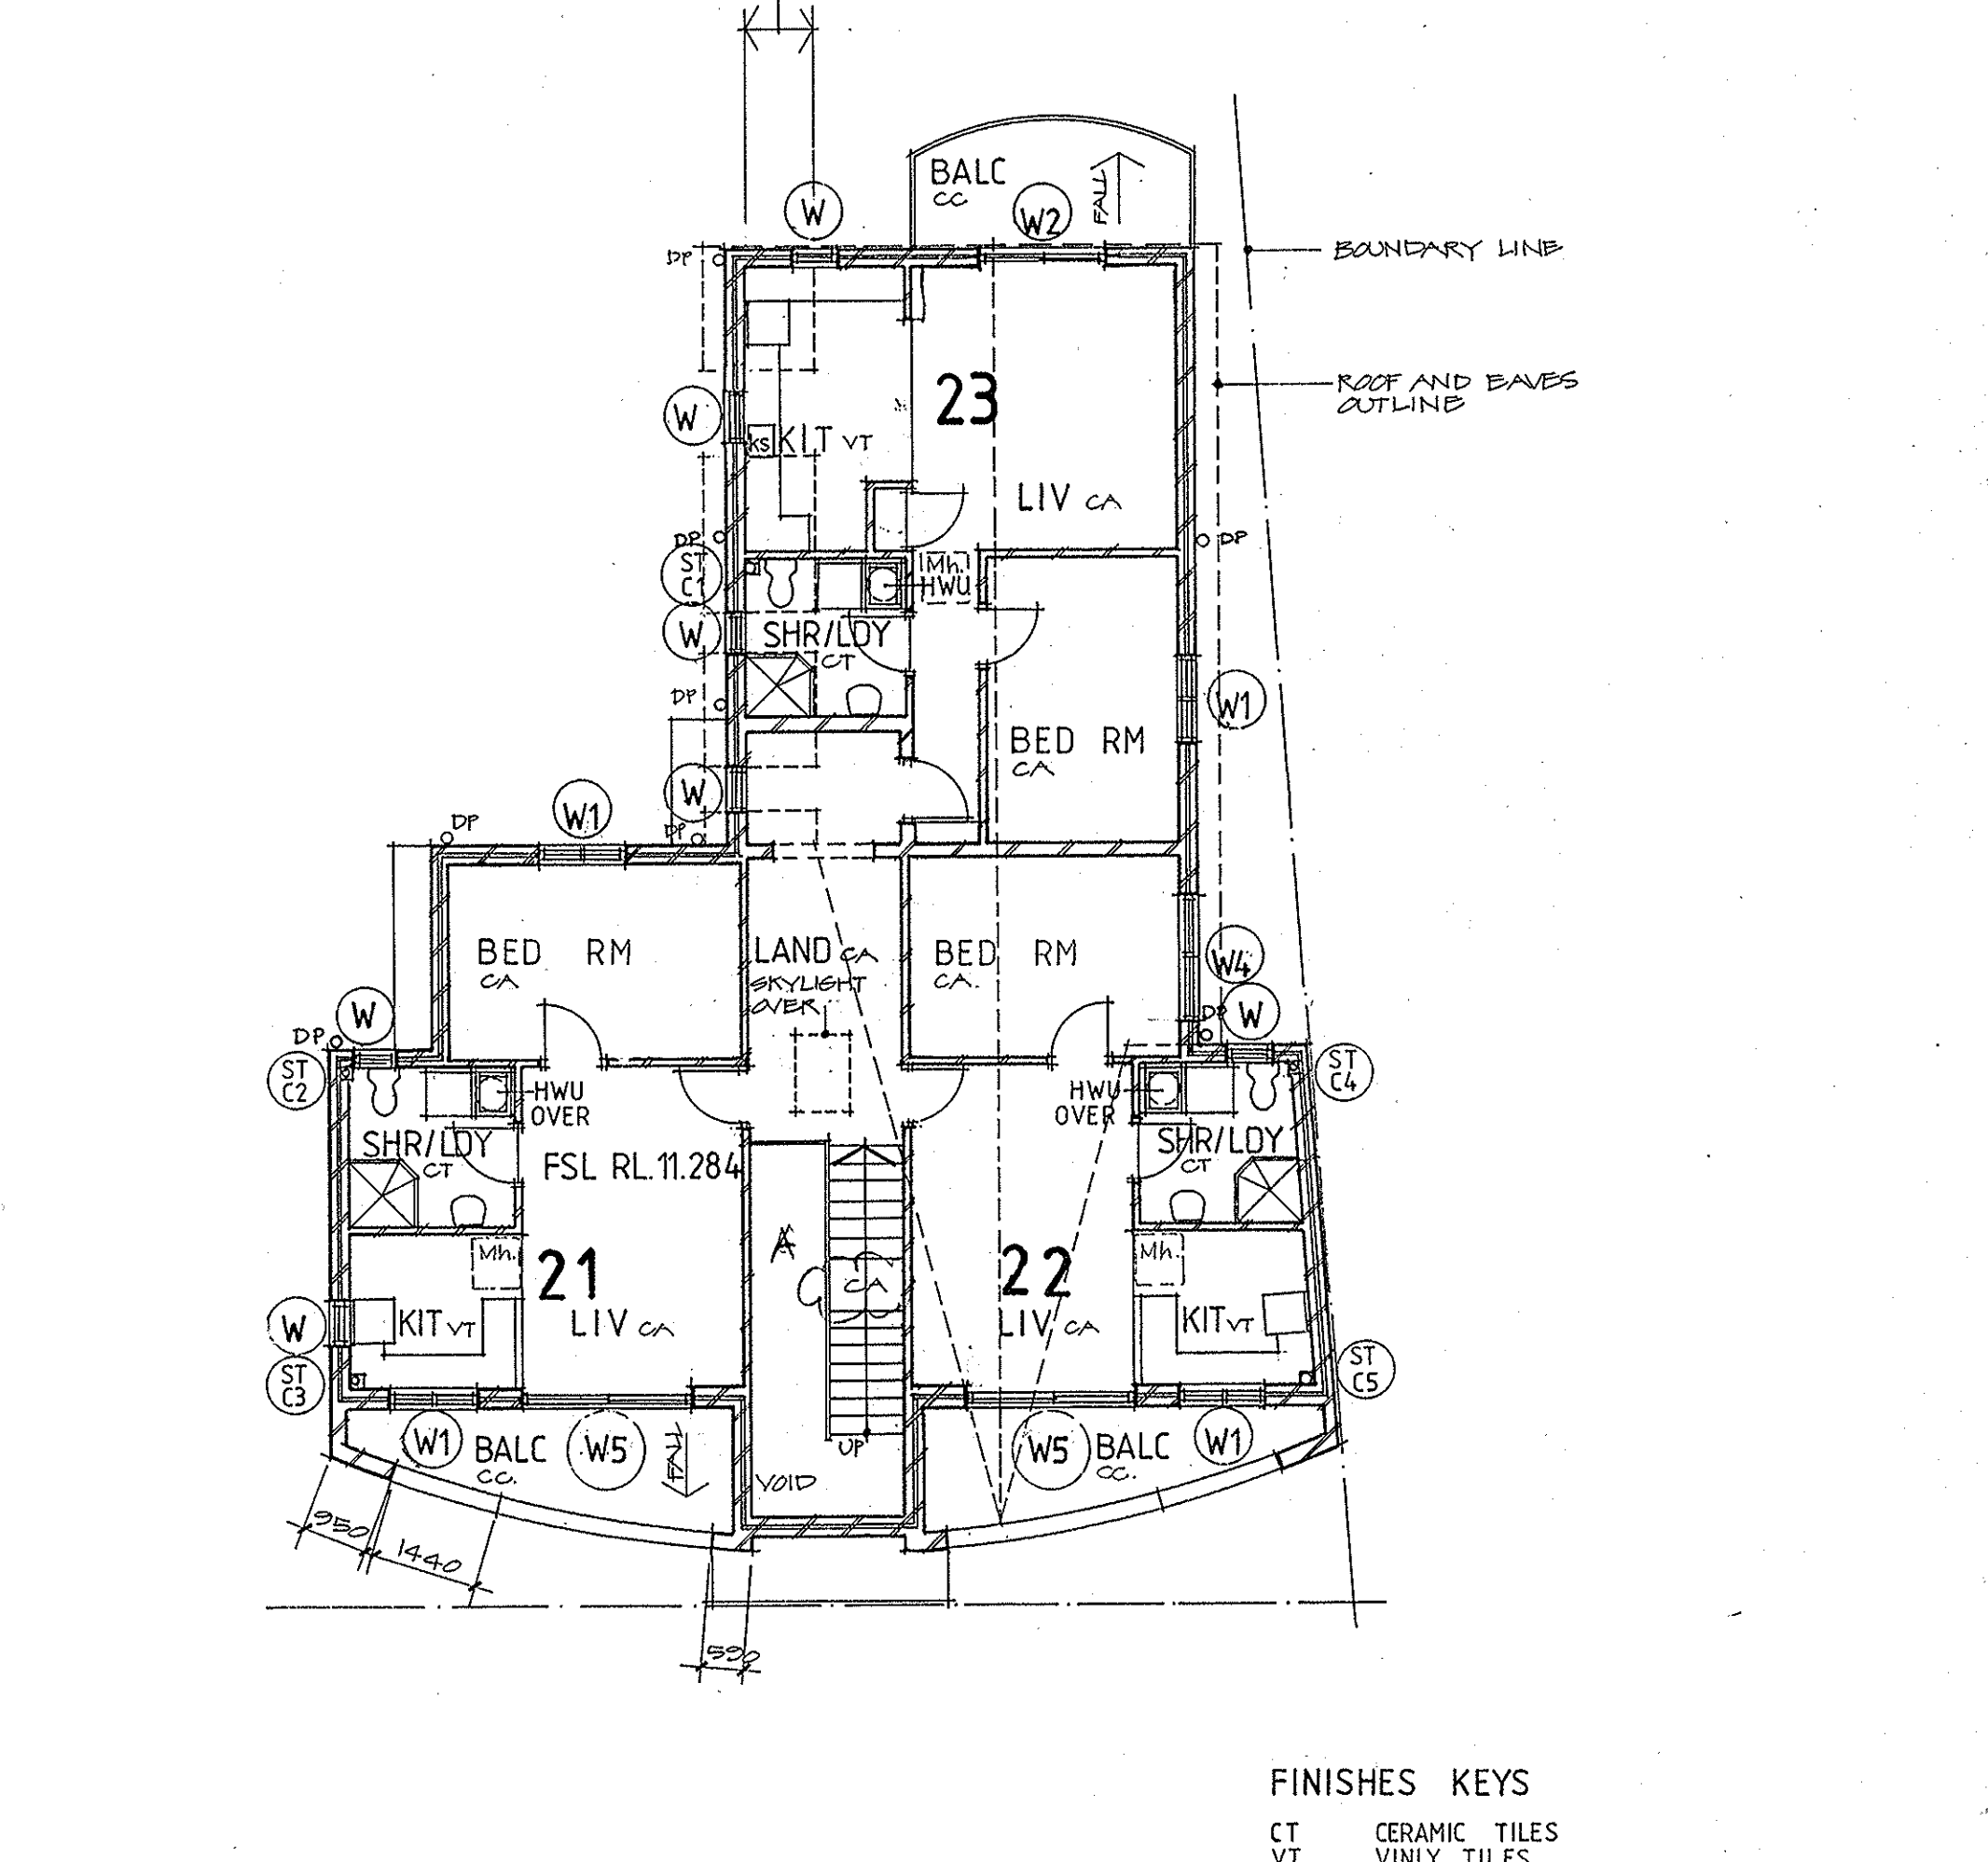 BALC
CC
FALL
W
W2
DP
BOUNDARY LINE
ROOF AND EAVES
OUTLINE
W
23
KS
KIT VT
LIV CA
DP
DP
ST
C1
Mh.
HWU
W
SHR/LDY
CT
DP
W1
BED RM
CA
W
W1
DP
DP
BED RM
CA
LAND CA
SKYLIGHT
OVER
BED RM
CA.
W4
W
DP
W
DP
ST
C2
HWU
OVER
HWU
OVER
ST
C4
SHR/LDY
CT
FSL RL.11.284
SHR/LDY
CT
A
Mh.
21
CA
22
Mh.
W
KIT VT
LIV CA
LIV CA
KIT VT
ST
C3
ST
C5
W1
BALC
CC.
W5
FALL
UP
VOID
W5
BALC
CC.
W1
950
1440
590
FINISHES KEYS
CT CERAMIC TILES
VT VINLY TILES